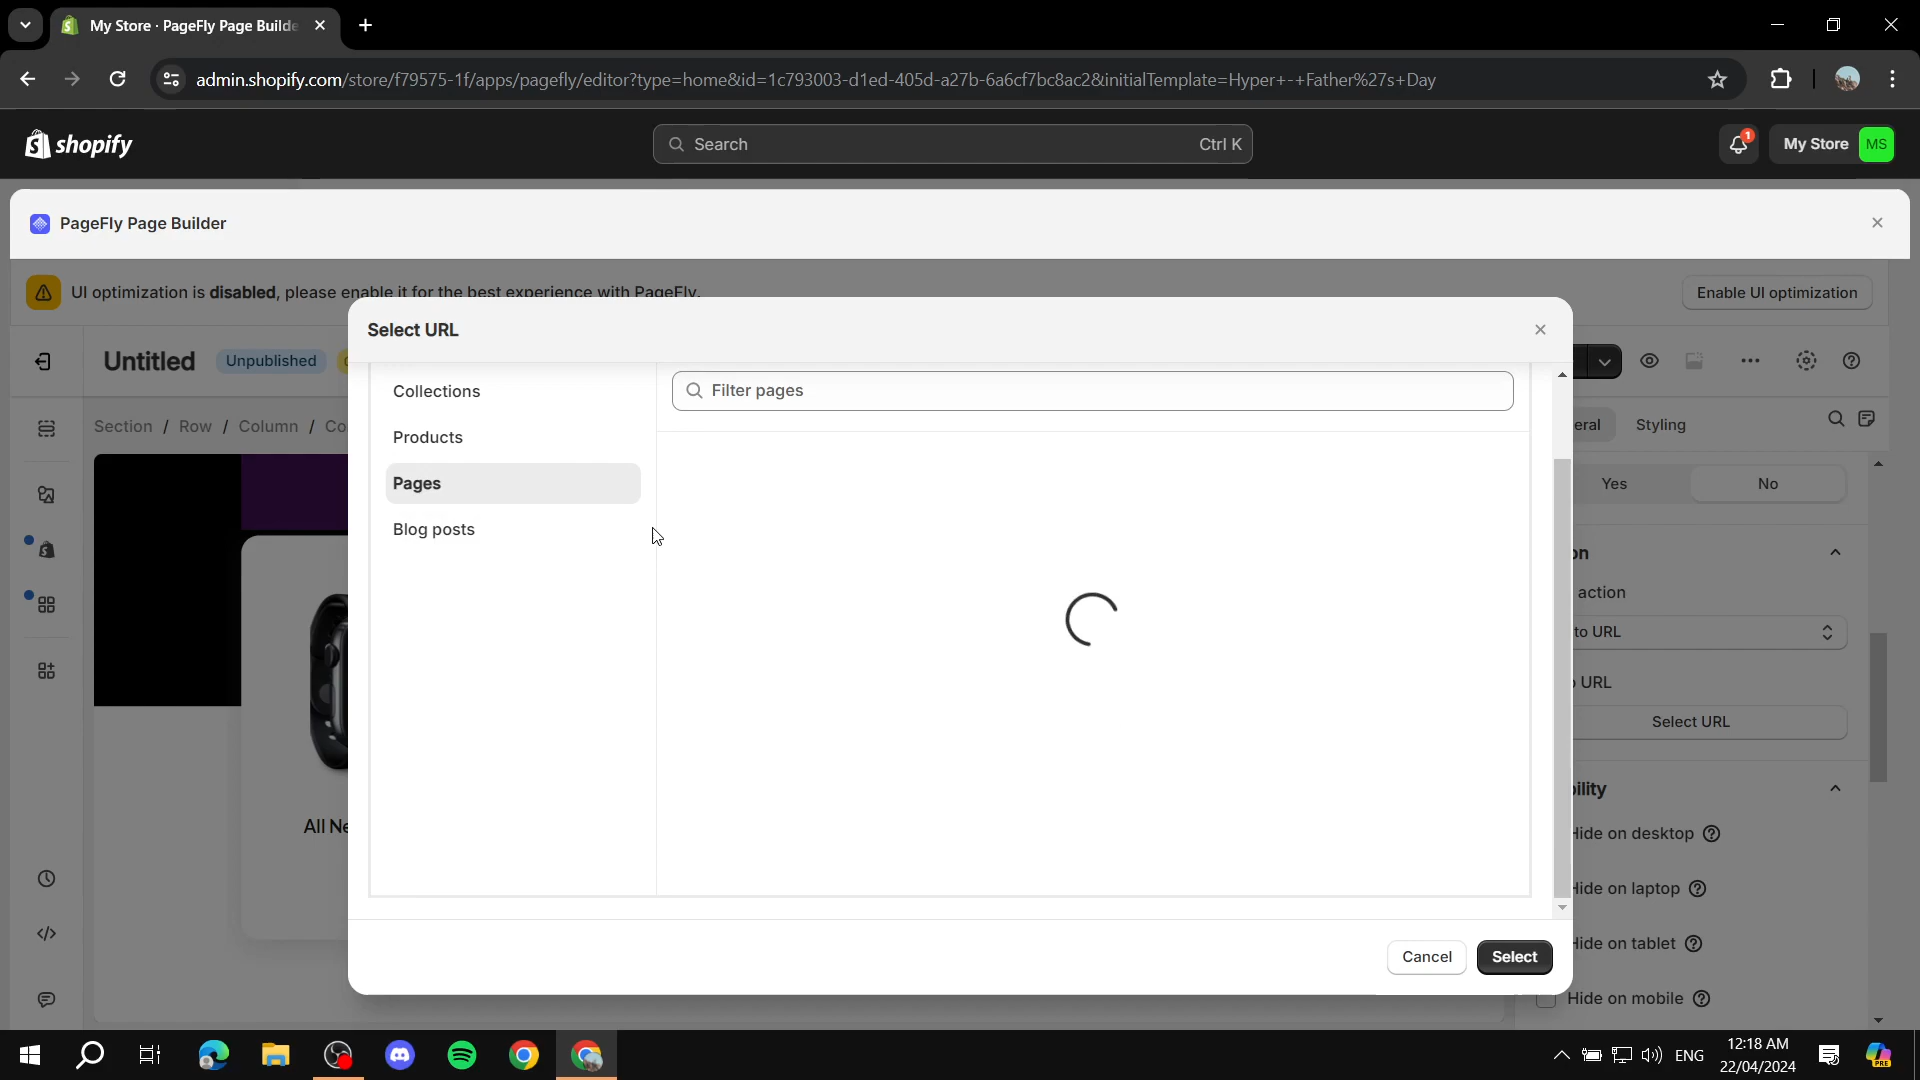 My Store · PageFly Page Builde
admin.shopify.com/store/f79575-1f/apps/pagefly/editor?type=home&id=1c793003-d1ed-405d-a27b-6a6cf7bc8ac2&initialTemplate=Hyper+-+Father%27s+Day
shopify
Search
Ctrl K
1
My Store
MS
PageFly Page Builder
UI optimization is disabled, please enable it for the best experience with PageFly.
Enable UI optimization
Select URL
Untitled
Unpublished
Section / Row / Column / Co
eral
Styling
Collections
Filter pages
Products
Pages
Blog posts
Yes
No
on
action
to URL
URL
Select URL
bility
Hide on desktop
Hide on laptop
Hide on tablet
Hide on mobile
All Ne
Cancel
Select
ENG
12:18 AM
22/04/2024
PRE